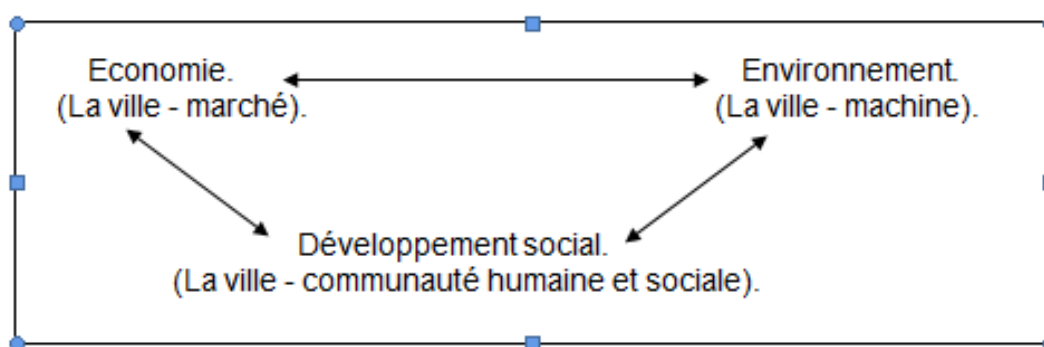 Economie.
(La ville - marché).
Environnement.
(La ville - machine).
Développement social.
(La ville - communauté humaine et sociale).